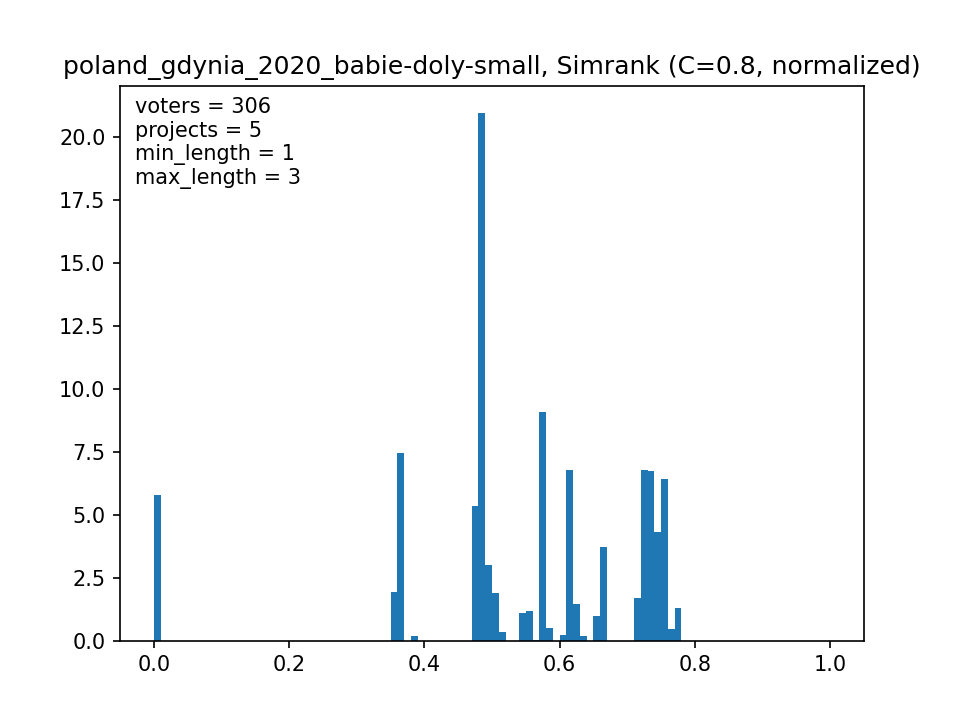 poland_gdynia_2020_babie-doly-small, Simrank (C=0.8, normalized)
voters = 306
projects = 5
min_length = 1
max_length = 3
20.0
17.5
15.0
12.5
10.0
7.5
5.0
2.5
0.0
0.0 0.2 0.4 0.6 0.8 1.0